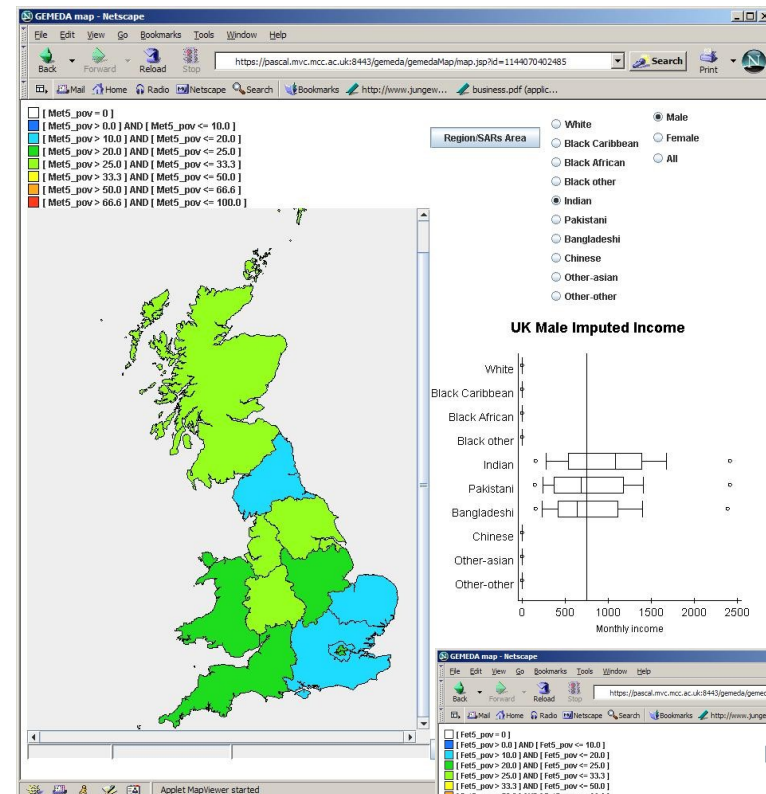 GEMEDA map - Netscape
File Edit View Go Bookmarks Tools Window Help
Back Forward Reload Stop https://pascal.mvc.mcc.ac.uk:8443/gemeda/gemedaMap/map.jsp?id=1144070402485 Search Print N
Mail Home Radio Netscape Search Bookmarks http://www.jungew... business.pdf (applic...
[ Met5_pov = 0 ]
[ Met5_pov > 0.0 ] AND [ Met5_pov <= 10.0 ]
[ Met5_pov > 10.0 ] AND [ Met5_pov <= 20.0 ]
[ Met5_pov > 20.0 ] AND [ Met5_pov <= 25.0 ]
[ Met5_pov > 25.0 ] AND [ Met5_pov <= 33.3 ]
[ Met5_pov > 33.3 ] AND [ Met5_pov <= 50.0 ]
[ Met5_pov > 50.0 ] AND [ Met5_pov <= 66.6 ]
[ Met5_pov > 66.6 ] AND [ Met5_pov <= 100.0 ]
Region/SARs Area
White
Black Caribbean
Black African
Black other
Indian
Pakistani
Bangladeshi
Chinese
Other-asian
Other-other
Male
Female
All
UK Male Imputed Income
White
Black Caribbean
Black African
Black other
Indian
Pakistani
Bangladeshi
Chinese
Other-asian
Other-other
0 500 1000 1500 2000 2500
Monthly income
Applet MapViewer started
GEMEDA map - Netscape
File Edit View Go Bookmarks Tools Window Help
Back Forward Reload Stop https://pascal.mvc.mcc.ac.uk:8443/gemeda/gemed
Mail Home Radio Netscape Search Bookmarks http://www.junge
[ Fet5_pov = 0 ]
[ Fet5_pov > 0.0 ] AND [ Fet5_pov <= 10.0 ]
[ Fet5_pov > 10.0 ] AND [ Fet5_pov <= 20.0 ]
[ Fet5_pov > 20.0 ] AND [ Fet5_pov <= 25.0 ]
[ Fet5_pov > 25.0 ] AND [ Fet5_pov <= 33.3 ]
[ Fet5_pov > 33.3 ] AND [ Fet5_pov <= 50.0 ]